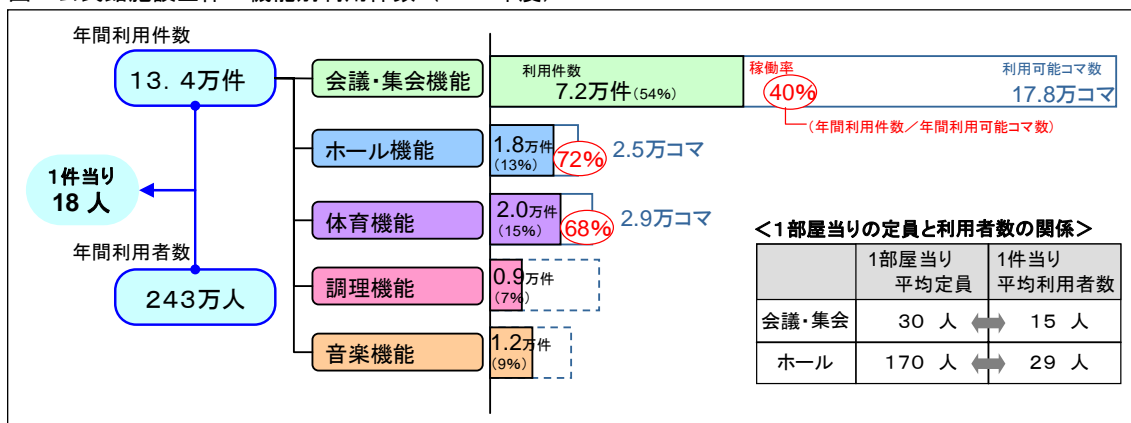 年間利用件数
13.4万件
1件当り
18 人
年間利用者数
243万人
会議・集会機能
利用件数
7.2万件(54%)
稼働率
40%
利用可能コマ数
17.8万コマ
(年間利用件数/年間利用可能コマ数)
ホール機能
1.8万件
(13%)
72%
2.5万コマ
体育機能
2.0万件
(15%)
68%
2.9万コマ
調理機能
0.9万件
(7%)
音楽機能
1.2万件
(9%)
<1部屋当りの定員と利用者数の関係>
1部屋当り
平均定員
1件当り
平均利用者数
会議・集会 30 人 15 人
ホール 170 人 29 人